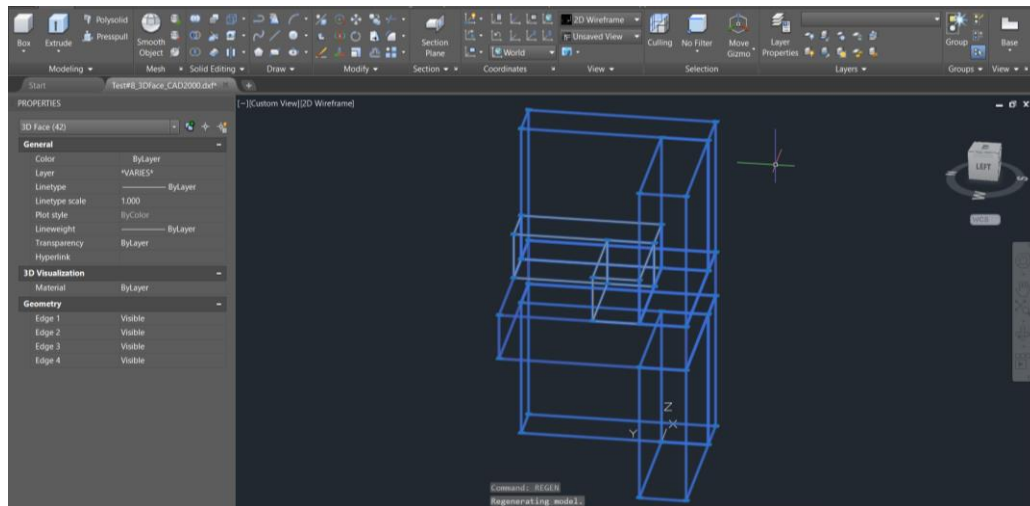 Polysolid
Presspull
Box
Extrude
Smooth
Object
Section
Plane
2D Wireframe
Unsaved View
World
Culling
No Filter
Move
Gizmo
Layer
Properties
Group
Base
Modeling
Mesh
Solid Editing
Draw
Modify
Section
Coordinates
View
Selection
Layers
Groups
View
Start
Test#8_3DFace_CAD2000.dxf*
PROPERTIES
[−][Custom View][2D Wireframe]
3D Face (42)
General
Color ByLayer
Layer *VARIES*
Linetype ByLayer
Linetype scale 1.000
Plot style ByColor
Lineweight ByLayer
Transparency ByLayer
Hyperlink
3D Visualization
Material ByLayer
Geometry
Edge 1 Visible
Edge 2 Visible
Edge 3 Visible
Edge 4 Visible
LEFT
WCS
Z
Y X
Command: REGEN
Regenerating model.